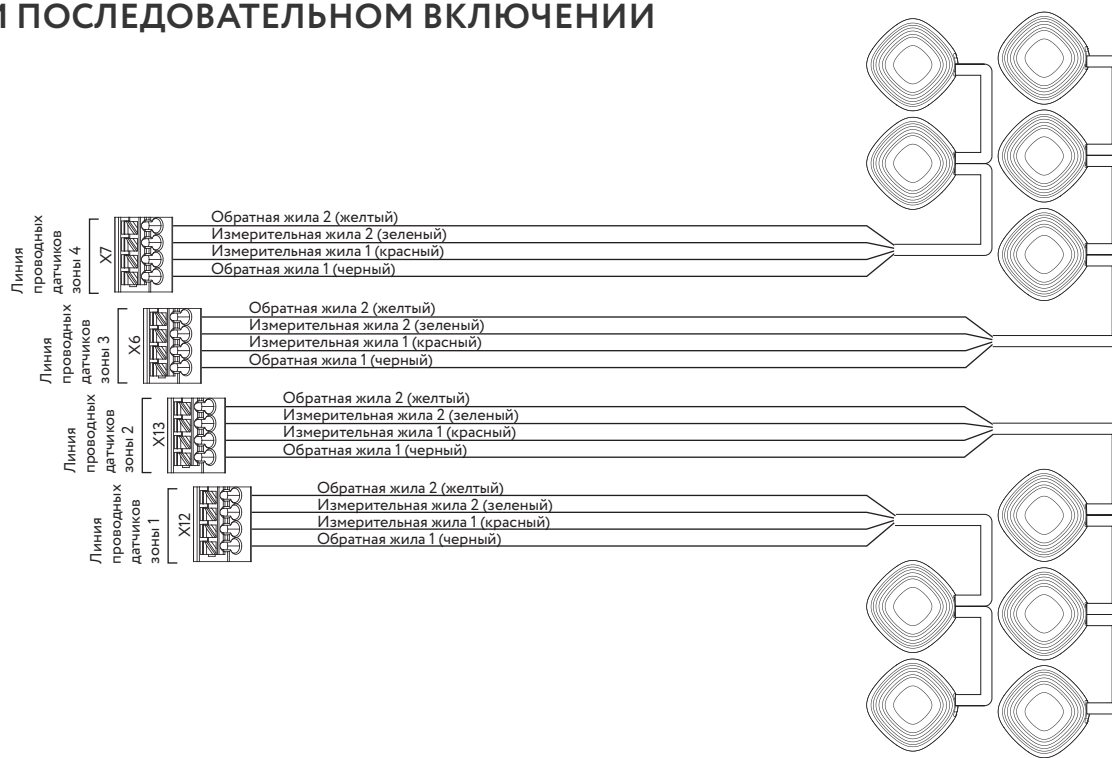 И ПОСЛЕДОВАТЕЛЬНОМ ВКЛЮЧЕНИИ
Линия
проводных
датчиков
зоны 4
X7
Обратная жила 2 (желтый)
Измерительная жила 2 (зеленый)
Измерительная жила 1 (красный)
Обратная жила 1 (черный)
Линия
проводных
датчиков
зоны 3
X6
Обратная жила 2 (желтый)
Измерительная жила 2 (зеленый)
Измерительная жила 1 (красный)
Обратная жила 1 (черный)
Линия
проводных
датчиков
зоны 2
X13
Обратная жила 2 (желтый)
Измерительная жила 2 (зеленый)
Измерительная жила 1 (красный)
Обратная жила 1 (черный)
Линия
проводных
датчиков
зоны 1
X12
Обратная жила 2 (желтый)
Измерительная жила 2 (зеленый)
Измерительная жила 1 (красный)
Обратная жила 1 (черный)